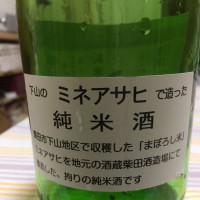 下山の ミネアサヒ で造った
純米酒
豊田市下山地区で収穫した「まぼろし米」
ミネアサヒを地元の酒蔵柴田酒造場にて
醸造した、拘りの純米酒です